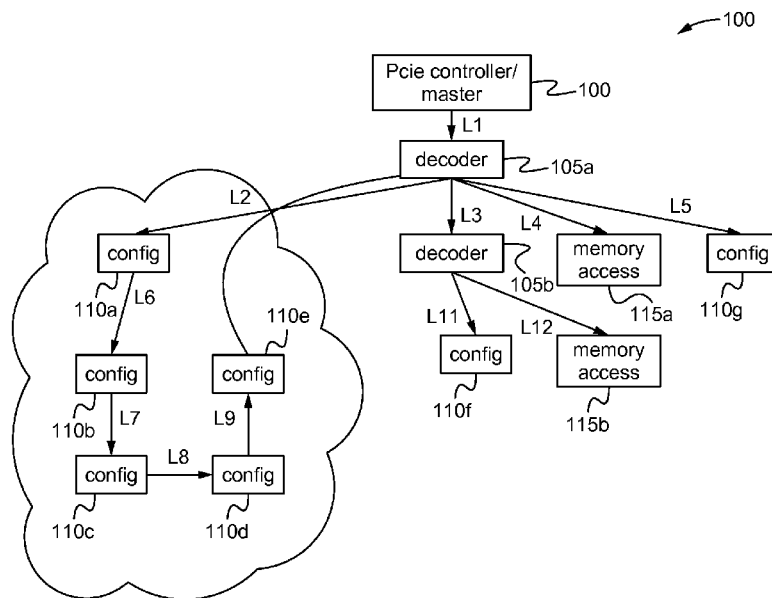 100
Pcie controller/
master
100
L1
decoder
105a
L2
L3
L4
L5
config
110a
decoder
105b
memory
access
115a
config
110g
L6
L11
L12
110e
config
110b
config
config
110f
memory
access
115b
L7
L9
config
110c
L8
config
110d